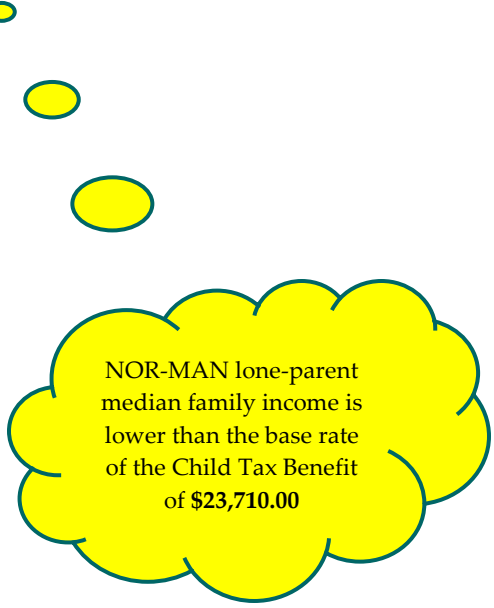 NOR-MAN lone-parent
median family income is
lower than the base rate
of the Child Tax Benefit
of $23,710.00